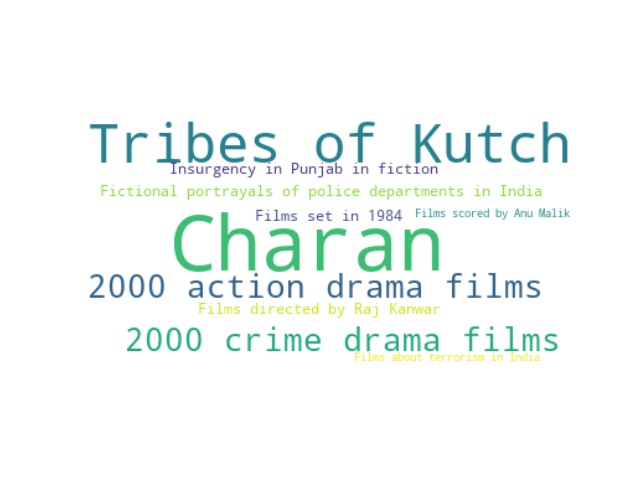 Tribes of Kutch
Insurgency in Punjab in fiction
Fictional portrayals of police departments in India
Films set in 1984
Films scored by Anu Malik
Charan
2000 action drama films
Films directed by Raj Kanwar
2000 crime drama films
Films about terrorism in India